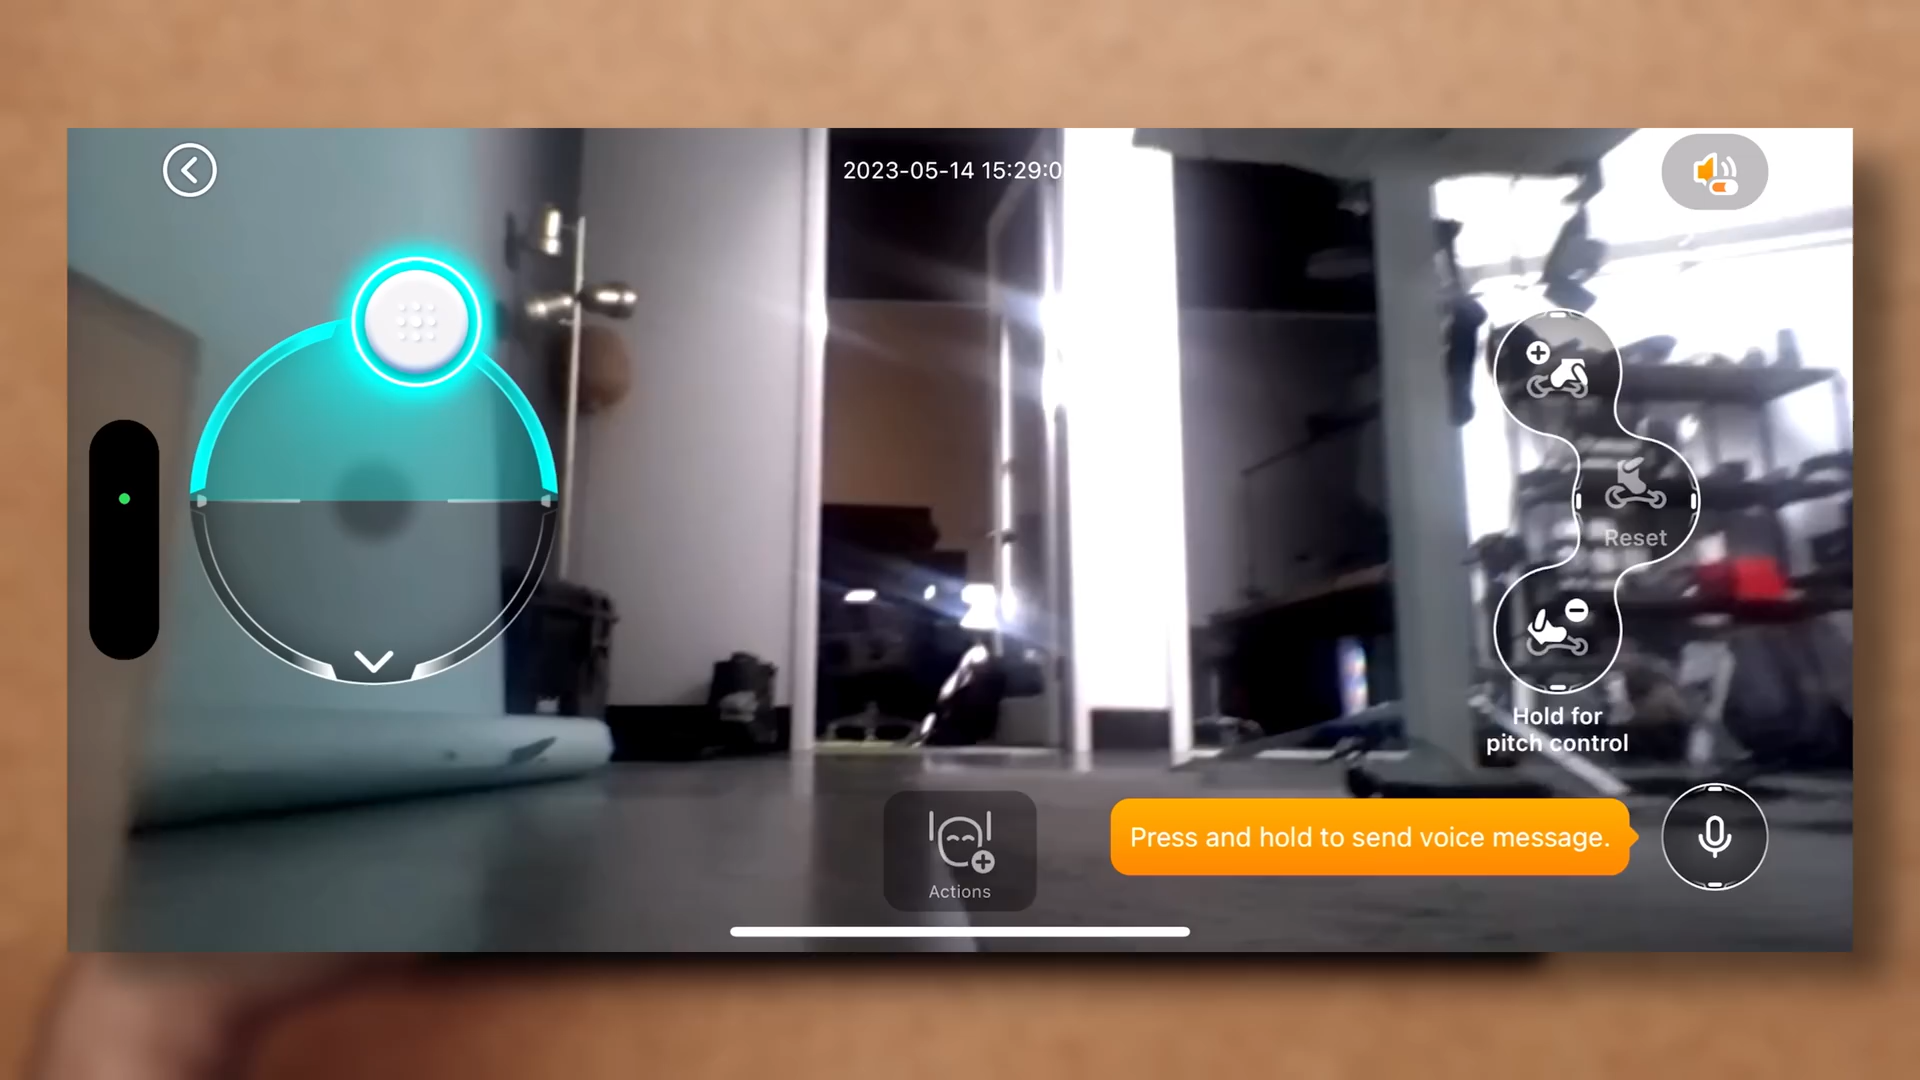 2023-05-14 15:29:0
Reset
Hold for
pitch control
Press and hold to send voice message.
Actions